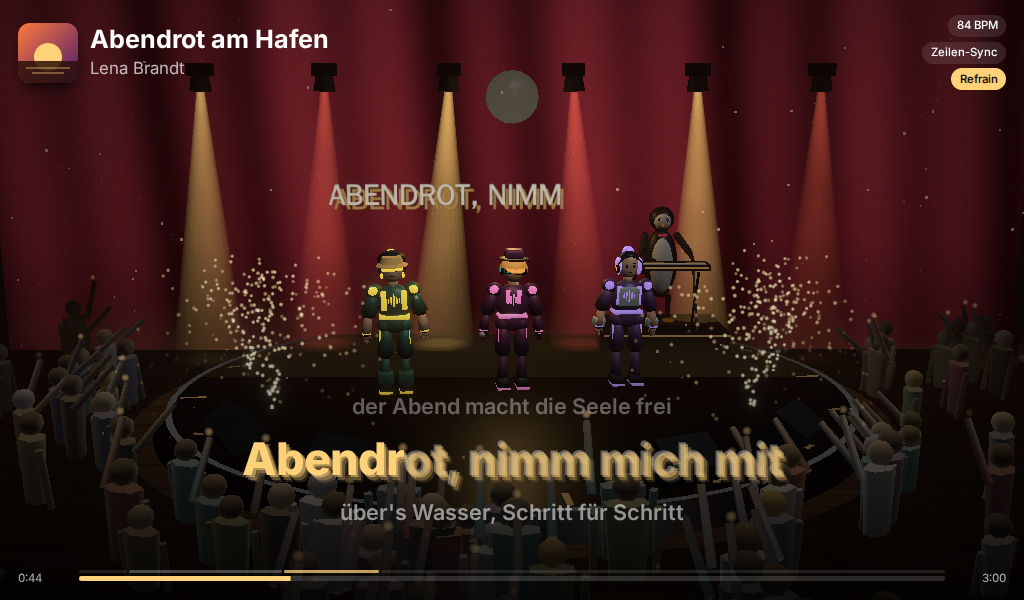 Abendrot am Hafen
Lena Brandt
84 BPM
Zeilen-Sync
Refrain
ABENDROT, NIMM
der Abend macht die Seele frei
Abendrot, nimm mich mit
über's Wasser, Schritt für Schritt
0:44
3:00